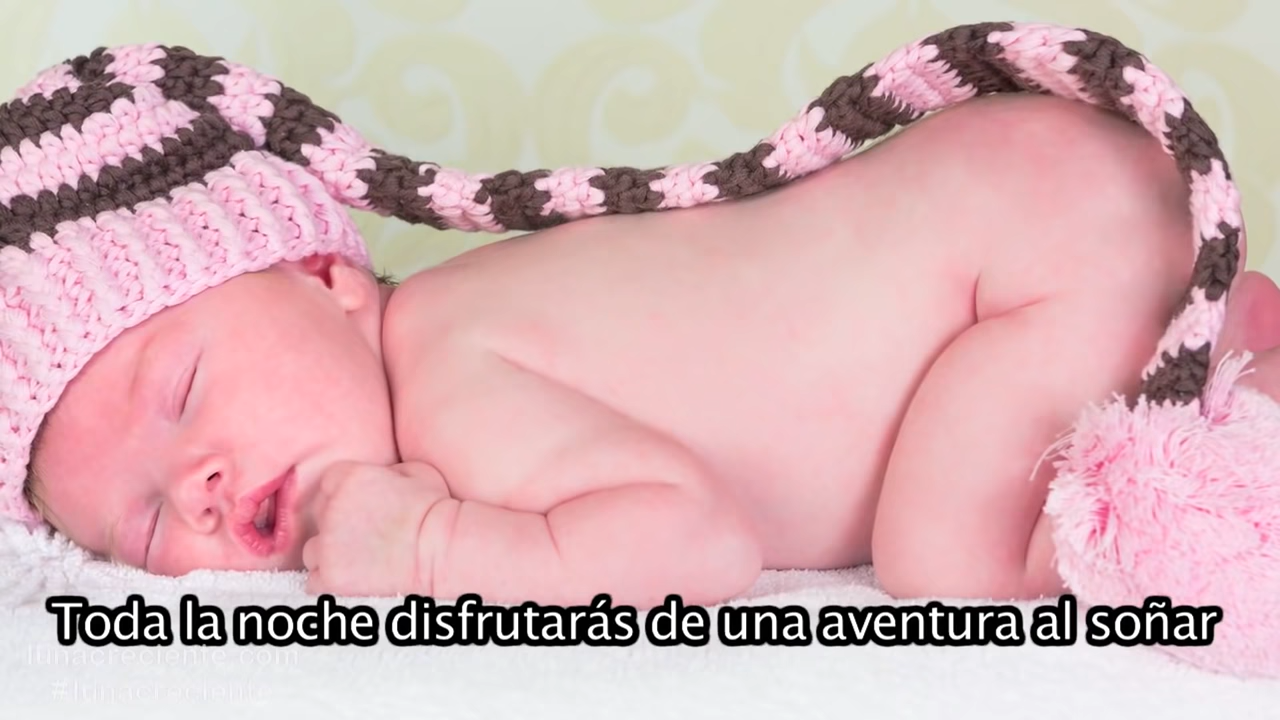 Toda la noche disfrutarás de una aventura al soñar
lunacreciente.com
#lunacreciente